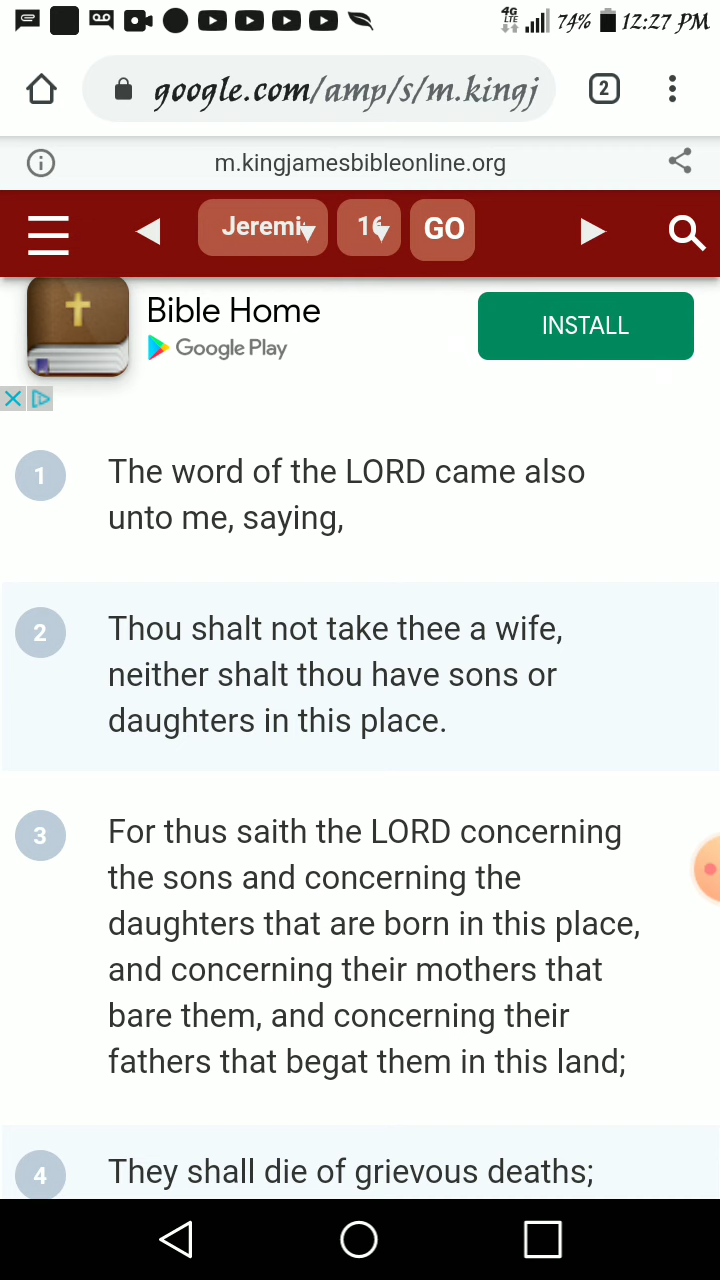 4G
LTE
74%
12:27 PM
google.com/amp/s/m.kingj
2
m.kingjamesbibleonline.org
Jeremi
16
GO
Bible Home
Google Play
INSTALL
1
The word of the LORD came also
unto me, saying,
2
Thou shalt not take thee a wife,
neither shalt thou have sons or
daughters in this place.
3
For thus saith the LORD concerning
the sons and concerning the
daughters that are born in this place,
and concerning their mothers that
bare them, and concerning their
fathers that begat them in this land;
4
They shall die of grievous deaths;